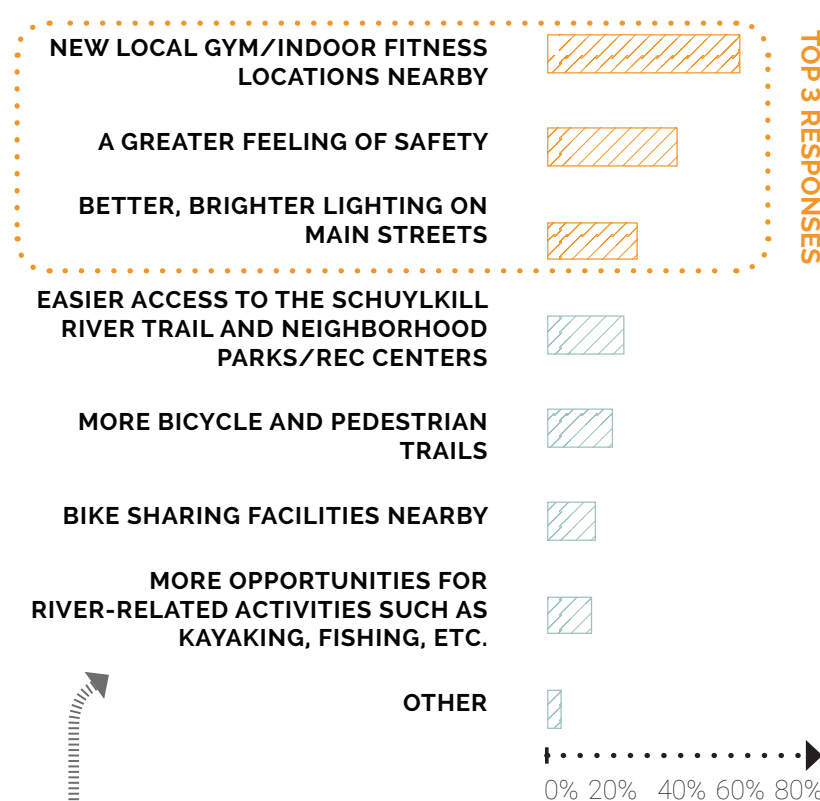 NEW LOCAL GYM/INDOOR FITNESS
LOCATIONS NEARBY
A GREATER FEELING OF SAFETY
BETTER, BRIGHTER LIGHTING ON
MAIN STREETS
TOP 3 RESPONSES
EASIER ACCESS TO THE SCHUYLKILL
RIVER TRAIL AND NEIGHBORHOOD
PARKS/REC CENTERS
MORE BICYCLE AND PEDESTRIAN
TRAILS
BIKE SHARING FACILITIES NEARBY
MORE OPPORTUNITIES FOR
RIVER-RELATED ACTIVITIES SUCH AS
KAYAKING, FISHING, ETC.
OTHER
0% 20% 40% 60% 80%